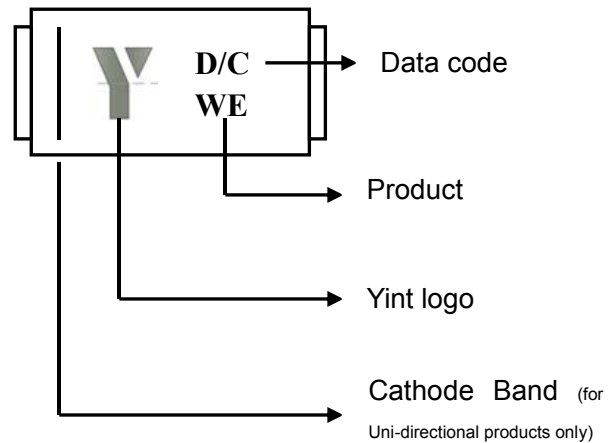 D/C
WE
Data code
Product
Yint logo
Cathode Band (for
Uni-directional products only)